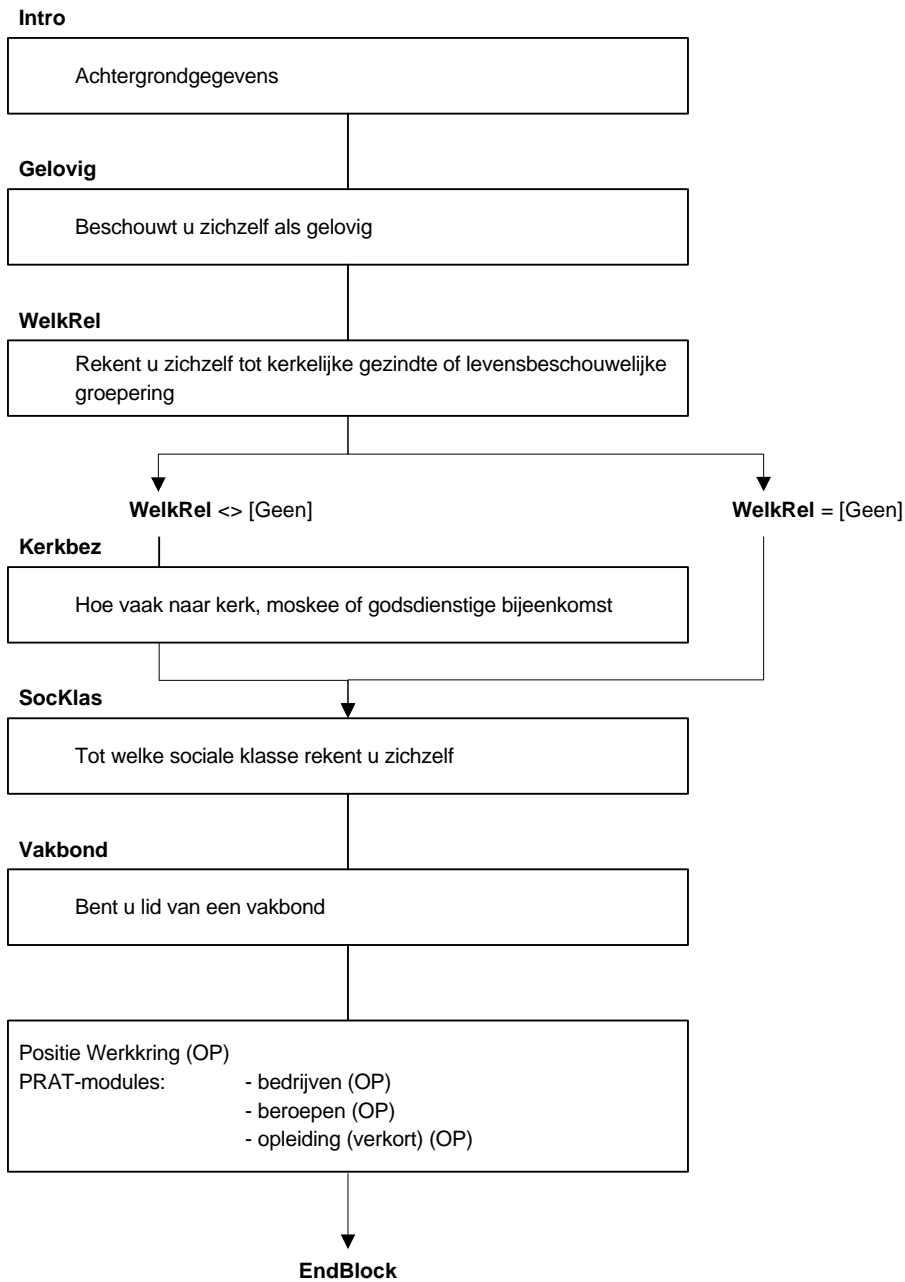 Intro
Achtergrondgegevens
Gelovig
Beschouwt u zichzelf als gelovig
WelkRel
Rekent u zichzelf tot kerkelijke gezindte of levensbeschouwelijke
groepering
WelkRel <> [Geen]
WelkRel = [Geen]
Kerkbez
Hoe vaak naar kerk, moskee of godsdienstige bijeenkomst
SocKlas
Tot welke sociale klasse rekent u zichzelf
Vakbond
Bent u lid van een vakbond
Positie Werkkring (OP)
PRAT-modules: - bedrijven (OP)
- beroepen (OP)
- opleiding (verkort) (OP)
EndBlock